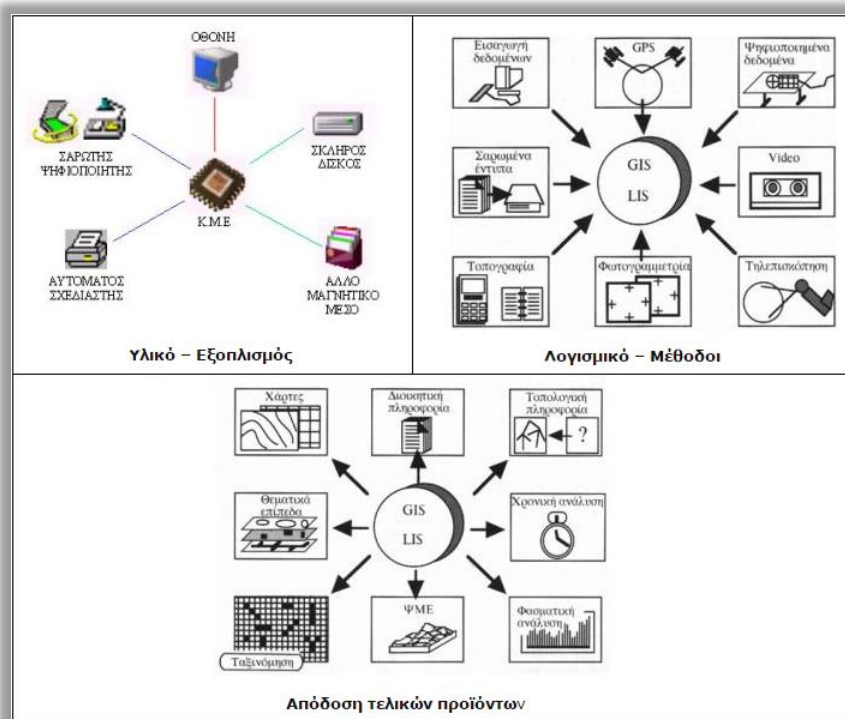 ΟΘΟΝΗ
ΣΑΡΩΤΗΣ
ΨΗΦΙΟΠΟΙΗΤΗΣ
ΣΚΛΗΡΟΣ
ΔΙΣΚΟΣ
Κ.Μ.Ε
ΑΥΤΟΜΑΤΟΣ
ΣΧΕΔΙΑΣΤΗΣ
ΑΛΛΟ
ΜΑΓΝΗΤΙΚΟ
ΜΕΣΟ
Υλικό – Εξοπλισμός
Εισαγωγή
δεδομένων
GPS
Ψηφιοποιημένα
δεδομένα
Σαρωμένα
έντυπα
GIS
LIS
Video
Τοπογραφία
Φωτογραμμετρία
Τηλεπισκόπηση
Λογισμικό – Μέθοδοι
Χάρτες
Διοικητική
πληροφορία
Τοπολογική
πληροφορία
?
Θεματικά
επίπεδα
GIS
LIS
Χρονική ανάλυση
Ταξινόμηση
ΨΜΕ
Φασματική
ανάλυση
Απόδοση τελικών προϊόντων